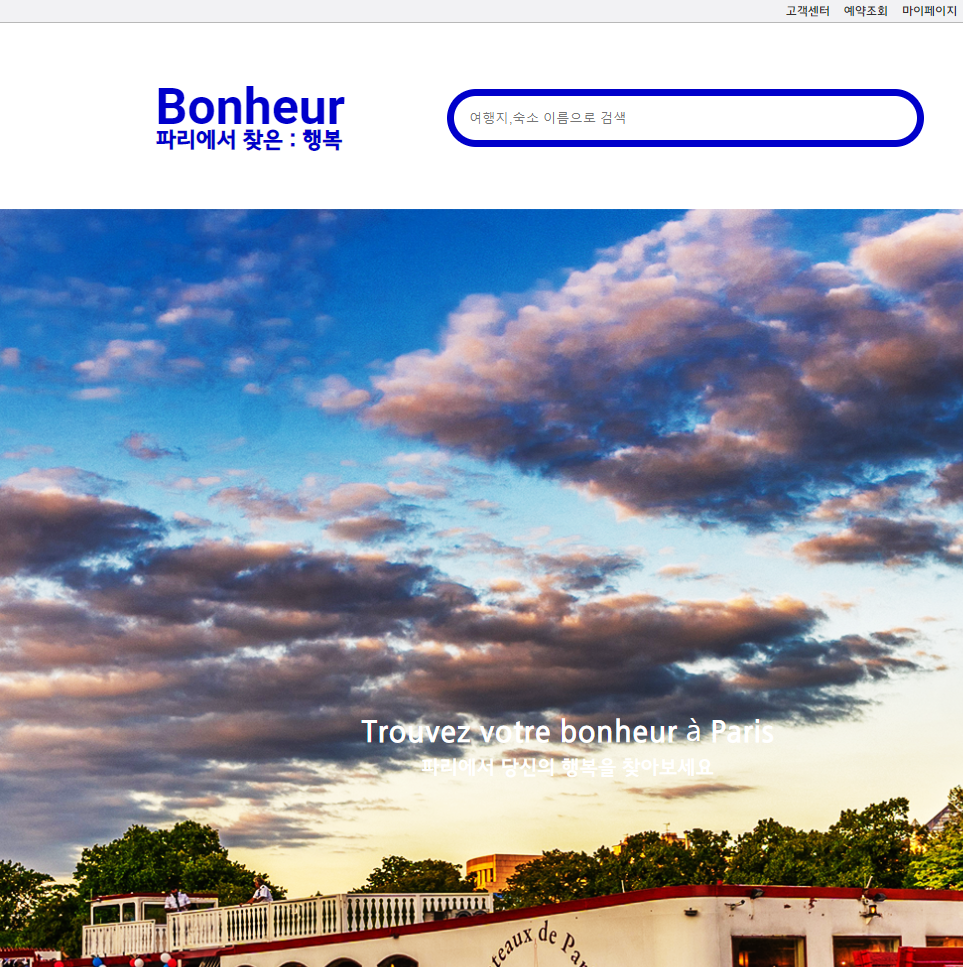 고객센터 예약조회 마이페이지
Bonheur
파리에서 찾은 : 행복
여행지,숙소 이름으로 검색
Trouvez votre bonheur à Paris
파리에서 당신의 행복을 찾아보세요
teaux de Pa